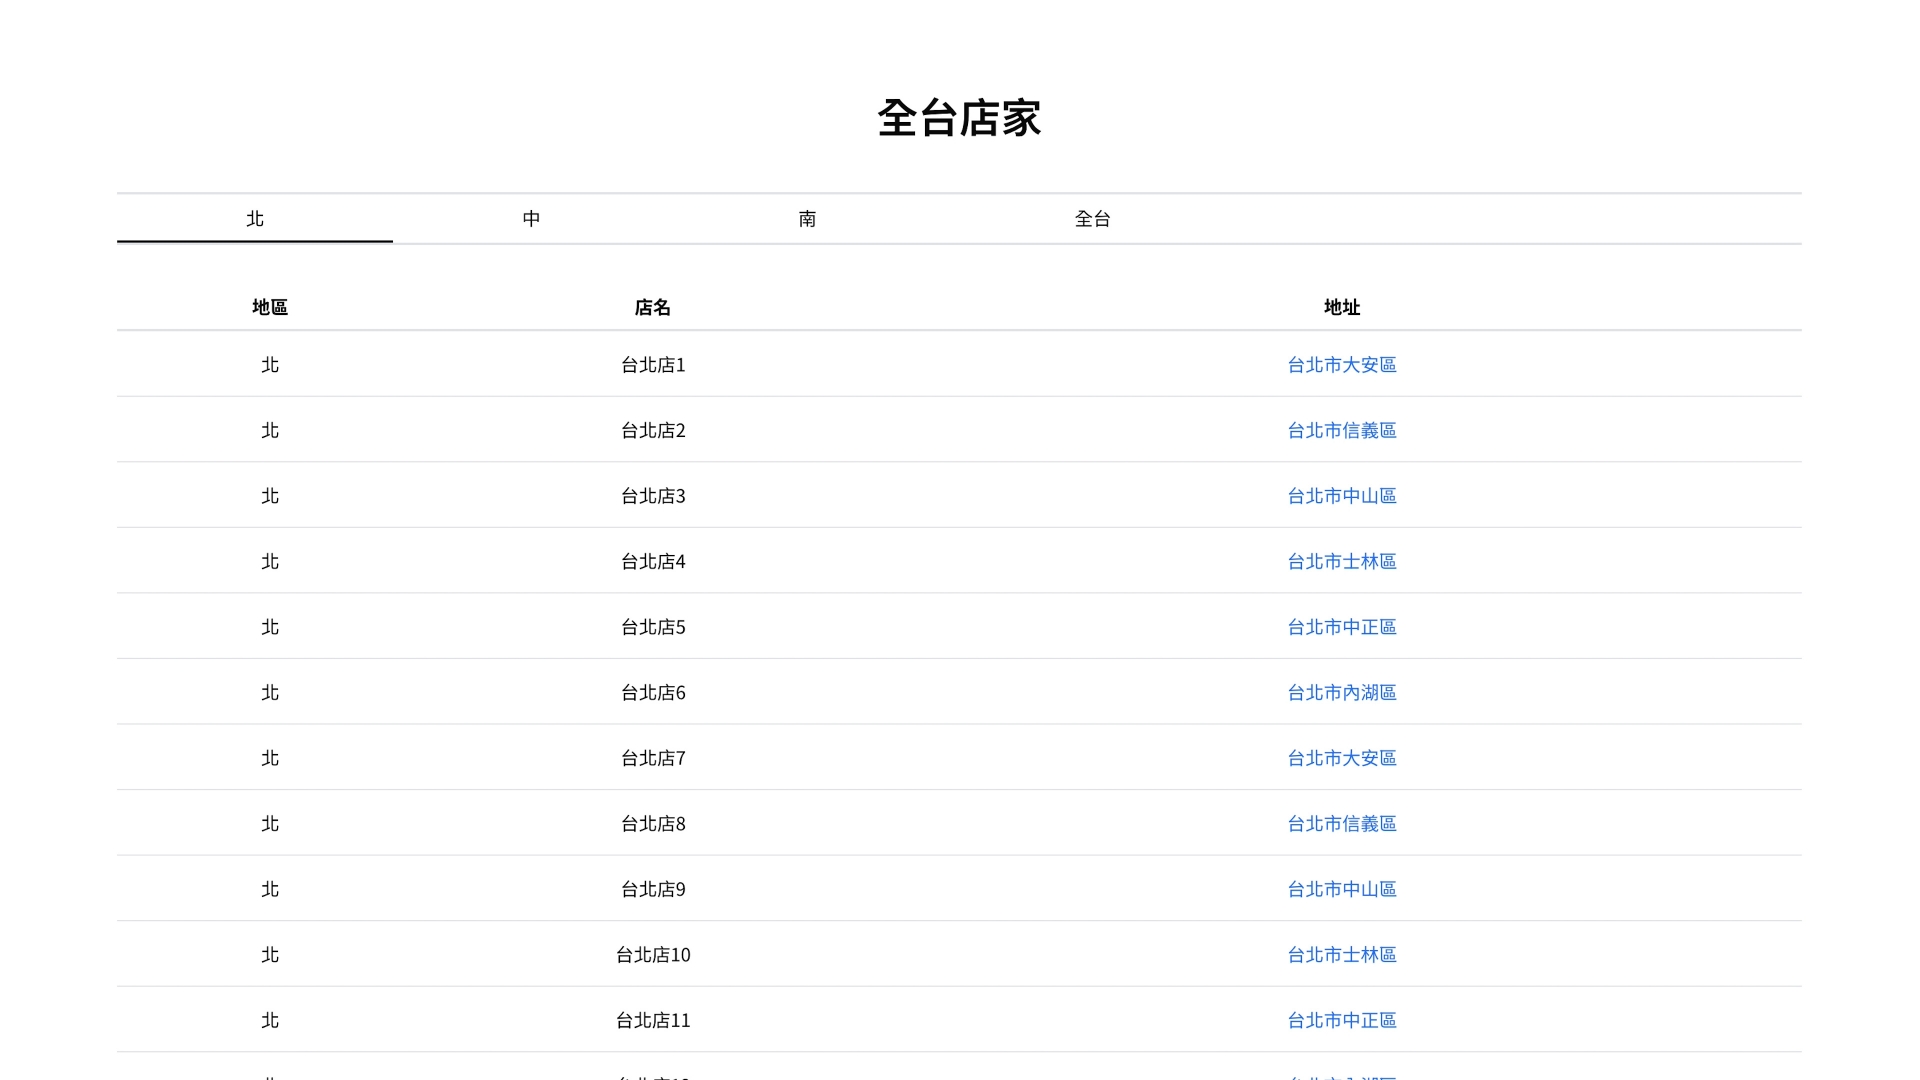 全台店家
北 中 南 全台
地區 店名 地址
北 台北店1 台北市大安區
北 台北店2 台北市信義區
北 台北店3 台北市中山區
北 台北店4 台北市士林區
北 台北店5 台北市中正區
北 台北店6 台北市內湖區
北 台北店7 台北市大安區
北 台北店8 台北市信義區
北 台北店9 台北市中山區
北 台北店10 台北市士林區
北 台北店11 台北市中正區